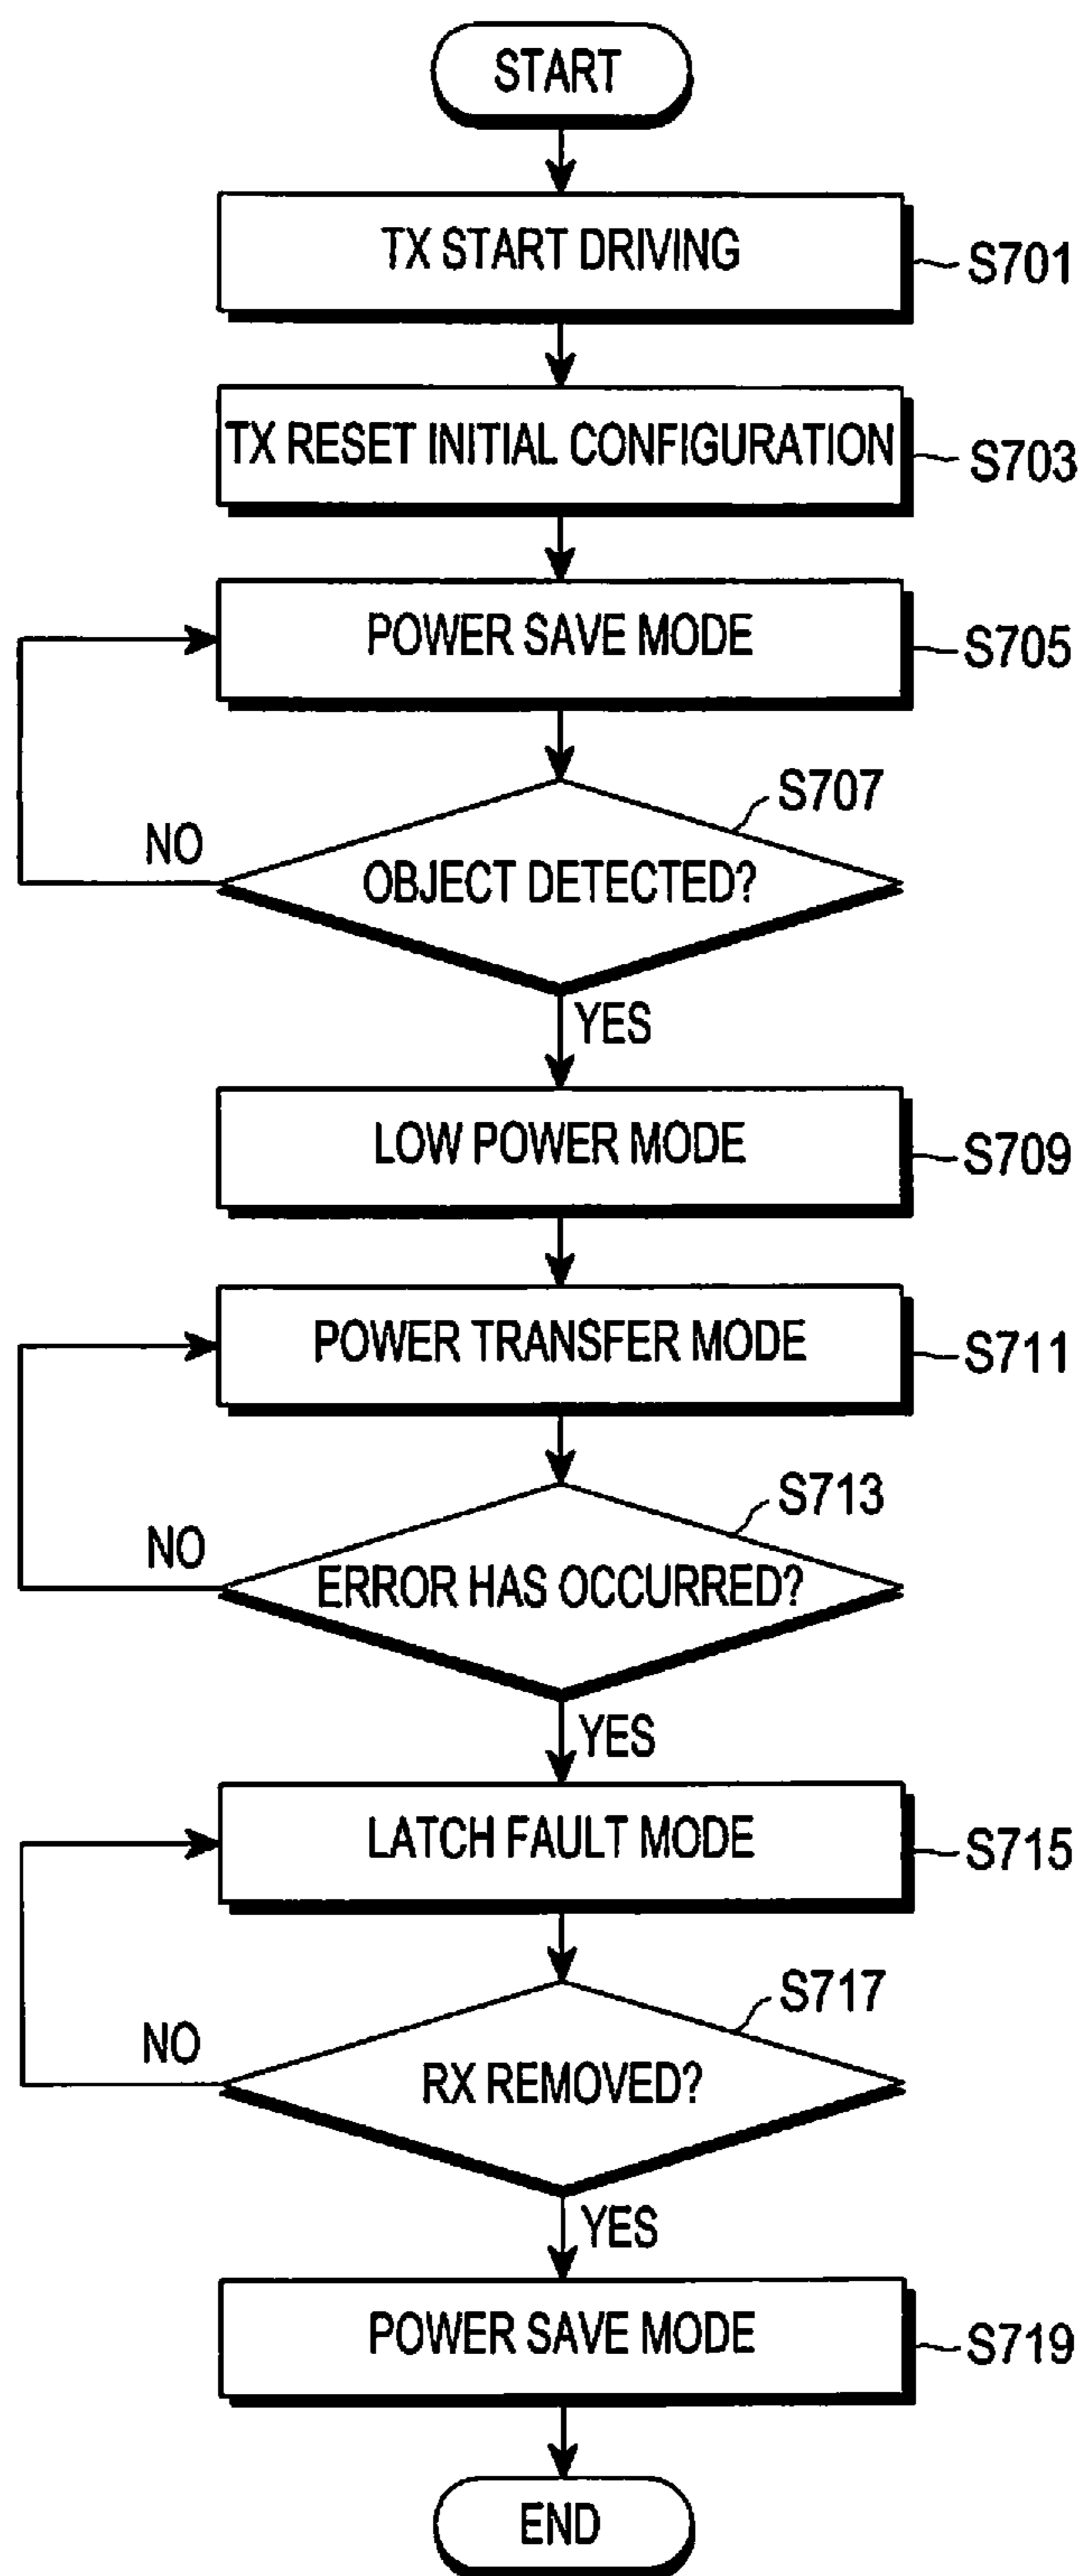 START
TX START DRIVING
S701
TX RESET INITIAL CONFIGURATION
S703
POWER SAVE MODE
S705
S707
OBJECT DETECTED?
NO
YES
LOW POWER MODE
S709
POWER TRANSFER MODE
S711
S713
ERROR HAS OCCURRED?
NO
YES
LATCH FAULT MODE
S715
S717
RX REMOVED?
NO
YES
POWER SAVE MODE
S719
END